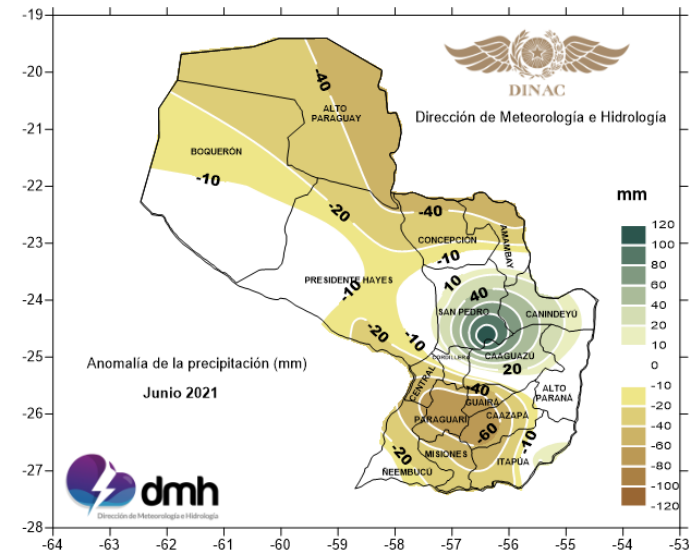 -19
-20
-21
-22
-23
-24
-25
-26
-27
-28
-64
-63
-62
-61
-60
-59
-58
-57
-56
-55
-54
-53
DINAC
Dirección de Meteorología e Hidrología
-40
ALTO
PARAGUAY
BOQUERÓN
-10
-20
-40
CONCEPCIÓN
AMAMBAY
-10
PRESIDENTE HAYES
-10
10
40
SAN PEDRO
CANINDEYÚ
-20
-10
CORDILLERA
CAAGUAZÚ
20
CENTRAL
-40
GUAIRÁ
ALTO
PARANÁ
PARAGUARÍ
CAAZAPÁ
-60
-10
MISIONES
ITAPÚA
-20
ÑEEMBUCÚ
Anomalía de la precipitación (mm)
Junio 2021
mm
120
100
80
60
40
20
10
0
-10
-20
-40
-60
-80
-100
-120
dmh
Dirección de Meteorología e Hidrología